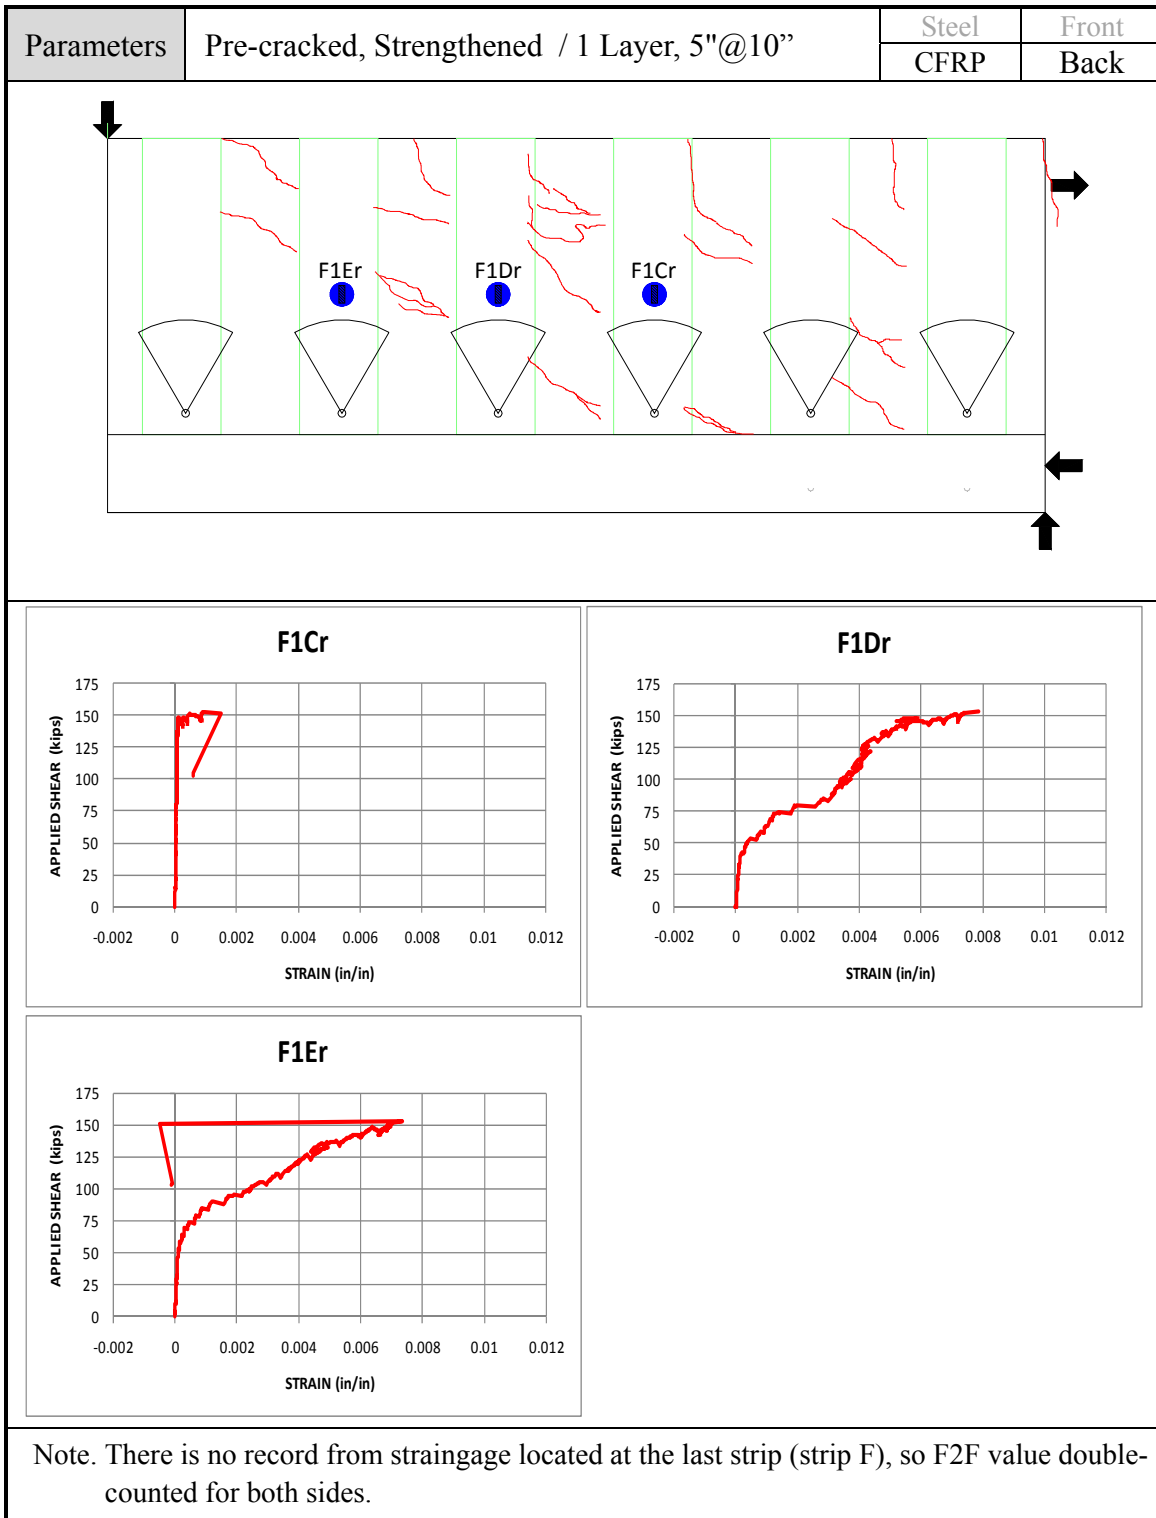 Parameters
Pre-cracked, Strengthened / 1 Layer, 5"@10”
Steel
Front
CFRP
Back
F1Er
F1Dr
F1Cr
F1Cr
175
150
125
100
75
50
25
0
APPLIED SHEAR (kips)
-0.002 0 0.002 0.004 0.006 0.008 0.01 0.012
STRAIN (in/in)
F1Dr
175
150
125
100
75
50
25
0
APPLIED SHEAR (kips)
-0.002 0 0.002 0.004 0.006 0.008 0.01 0.012
STRAIN (in/in)
F1Er
175
150
125
100
75
50
25
0
APPLIED SHEAR (kips)
-0.002 0 0.002 0.004 0.006 0.008 0.01 0.012
STRAIN (in/in)
Note. There is no record from straingage located at the last strip (strip F), so F2F value double-
counted for both sides.